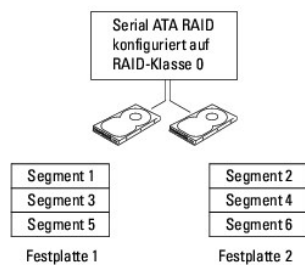 Serial ATA RAID
konfiguriert auf
RAID-Klasse 0
Segment 1
Segment 3
Segment 5
Festplatte 1
Segment 2
Segment 4
Segment 6
Festplatte 2